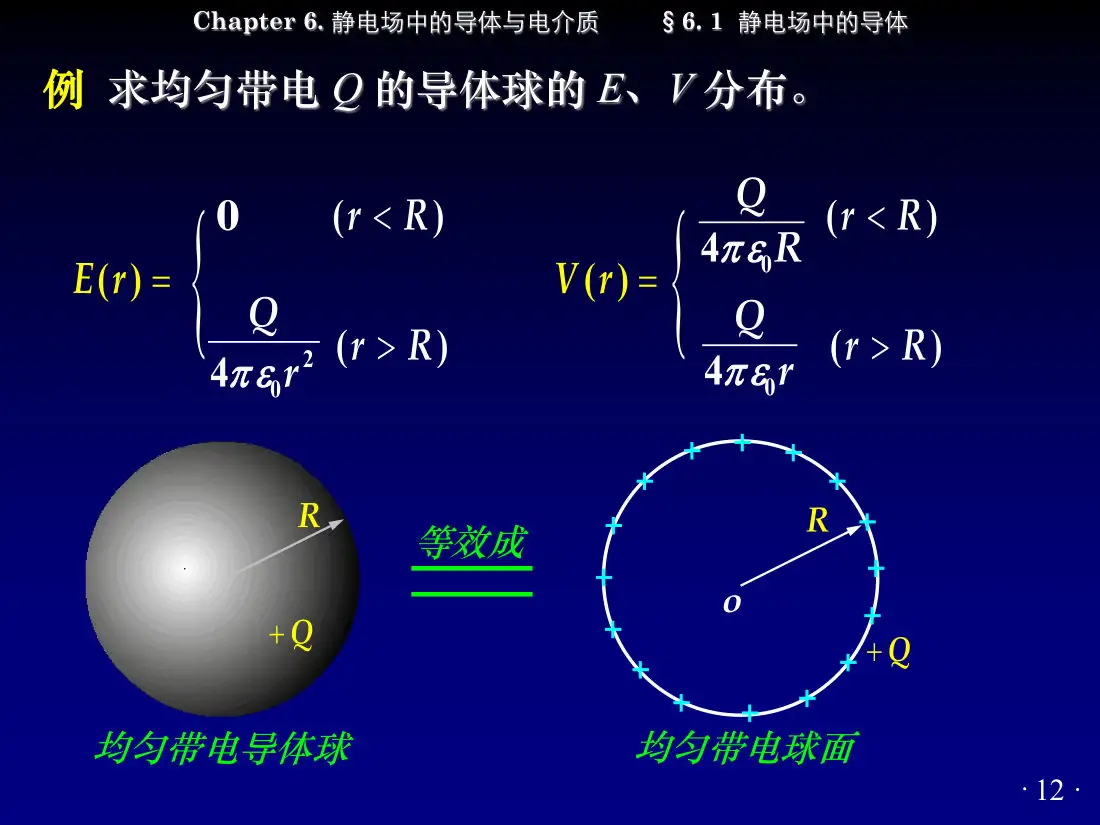 Chapter 6. 静电场中的导体与电介质 §6. 1 静电场中的导体
例 求均匀带电 Q 的导体球的 E、V 分布。
E(r) = { 0 (r < R)
Q / 4πε₀r² (r > R)
V(r) = { Q / 4πε₀R (r < R)
Q / 4πε₀r (r > R)
R
+Q
等效成
R
o
+Q
均匀带电导体球
均匀带电球面
· 12 ·